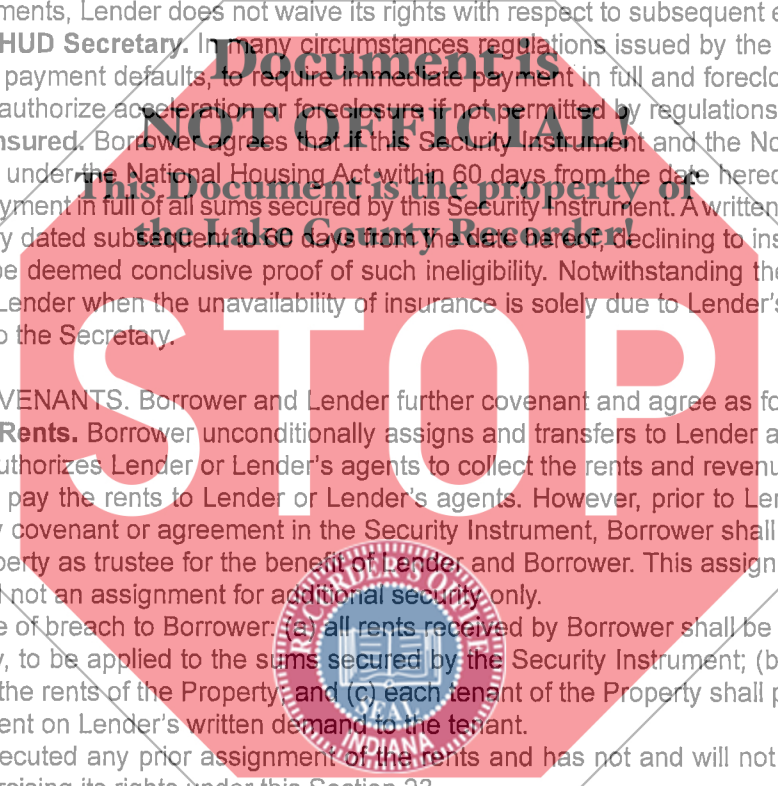 ments, Lender does not waive its rights with respect to subsequent e
HUD Secretary. In many circumstances regulations issued by the
payment defaults, to require immediate payment in full and foreclo
authorize acceleration or foreclosure if not permitted by regulations
nsured. Borrower agrees that if this Security Instrument and the No
under the National Housing Act within 60 days from the date hereo
yment in full of all sums secured by this Security Instrument. A written
y dated subsequent to 60 days from the date hereof, declining to ins
be deemed conclusive proof of such ineligibility. Notwithstanding the
Lender when the unavailability of insurance is solely due to Lender's
o the Secretary.
Document is
NOT OFFICIAL!
This Document is the property of
the Lake County Recorder!
STOP
VENANTS. Borrower and Lender further covenant and agree as fo
Rents. Borrower unconditionally assigns and transfers to Lender a
uthorizes Lender or Lender's agents to collect the rents and revenu
pay the rents to Lender or Lender's agents. However, prior to Len
y covenant or agreement in the Security Instrument, Borrower shall
perty as trustee for the benefit of Lender and Borrower. This assign
d not an assignment for additional security only.
e of breach to Borrower: (a) all rents received by Borrower shall be
y, to be applied to the sums secured by the Security Instrument; (b
the rents of the Property; and (c) each tenant of the Property shall p
ent on Lender's written demand to the tenant.
ecuted any prior assignment of the rents and has not and will not
rcising its rights under this Section 23.
RECORDER'S OFFICE
SEAL
INDIANA